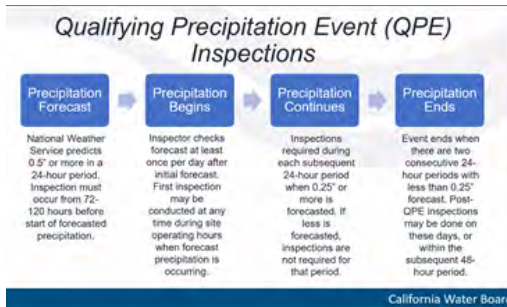 Qualifying Precipitation Event (QPE)
Inspections
Precipitation
Forecast
National Weather
Service predicts
0.5" or more in a
24-hour period.
Inspection must
occur from 72-
120 hours before
start of forecasted
precipitation.
Precipitation
Begins
Inspector checks
forecast at least
once per day after
initial forecast.
First inspection
may be
conducted at any
time during site
operating hours
when forecast
precipitation is
occurring.
Precipitation
Continues
Inspections
required during
each subsequent
24-hour period
when 0.25" or
more is
forecasted. If
less is
forecasted,
inspections are
not required for
that period.
Precipitation
Ends
Event ends when
there are two
consecutive 24-
hour periods with
less than 0.25"
forecast. Post-
QPE inspections
may be done on
these days, or
within the
subsequent 48-
hour period.
California Water Boar